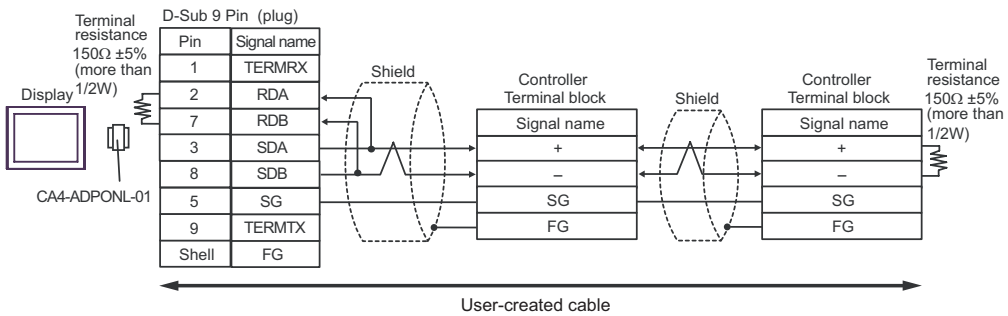 D-Sub 9 Pin (plug)
Terminal
resistance
150Ω ±5%
(more than
1/2W)
Display
CA4-ADPONL-01
Pin Signal name
1 TERMRX
2 RDA
7 RDB
3 SDA
8 SDB
5 SG
9 TERMTX
Shell FG
Shield
Controller
Terminal block
Signal name
+
–
SG
FG
Shield
Controller
Terminal block
Signal name
+
–
SG
FG
Terminal
resistance
150Ω ±5%
(more than
1/2W)
User-created cable